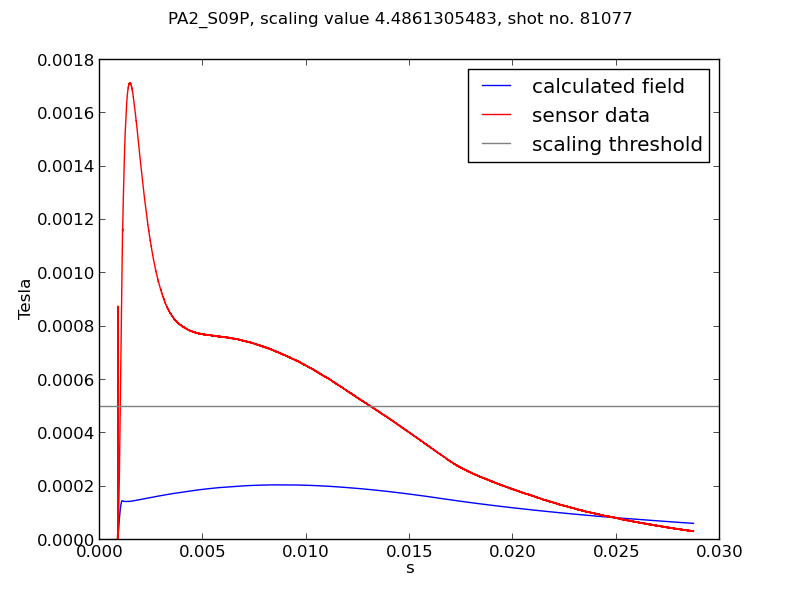 PA2_S09P, scaling value 4.4861305483, shot no. 81077
0.0018
0.0016
0.0014
0.0012
0.0010
0.0008
0.0006
0.0004
0.0002
0.0000
Tesla
calculated field
sensor data
scaling threshold
0.000 0.005 0.010 0.015 0.020 0.025 0.030
s